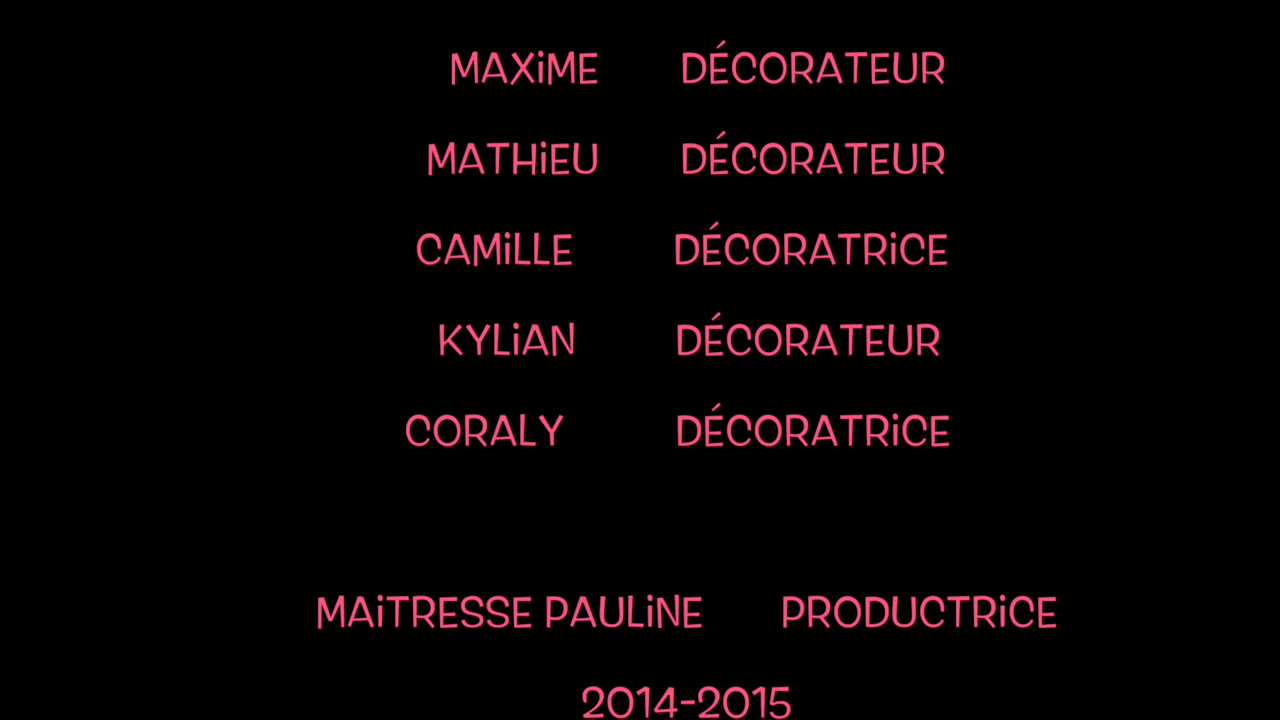 MAXiME DÉCORATEUR
MATHiEU DÉCORATEUR
CAMiLLE DÉCORATRiCE
KYLiAN DÉCORATEUR
CORALY DÉCORATRiCE
MAiTRESSE PAULiNE PRODUCTRiCE
2014-2015